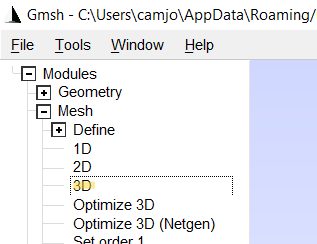 Gmsh - C:\Users\camjo\AppData\Roaming/
File Tools Window Help
Modules
Geometry
Mesh
Define
1D
2D
3D
Optimize 3D
Optimize 3D (Netgen)
Set order 1